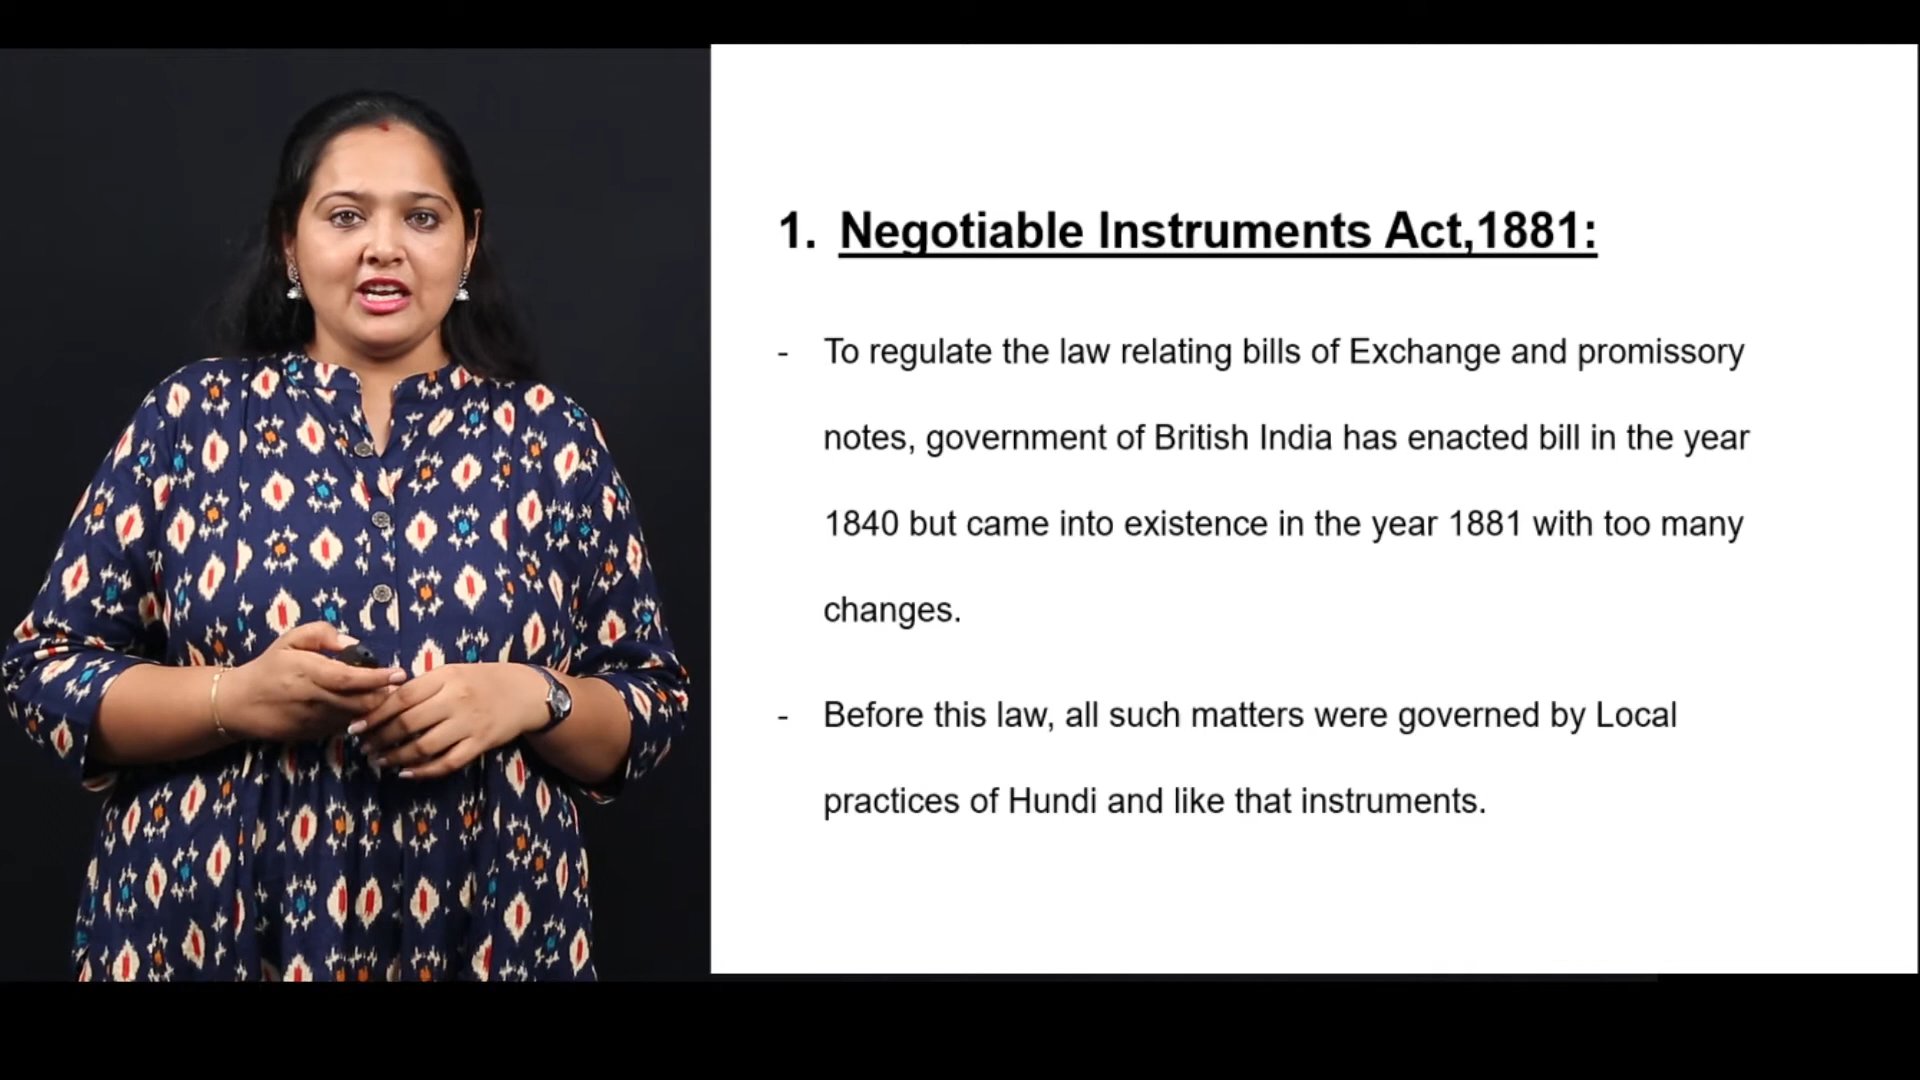 1. Negotiable Instruments Act,1881:
- To regulate the law relating bills of Exchange and promissory
notes, government of British India has enacted bill in the year
1840 but came into existence in the year 1881 with too many
changes.
- Before this law, all such matters were governed by Local
practices of Hundi and like that instruments.